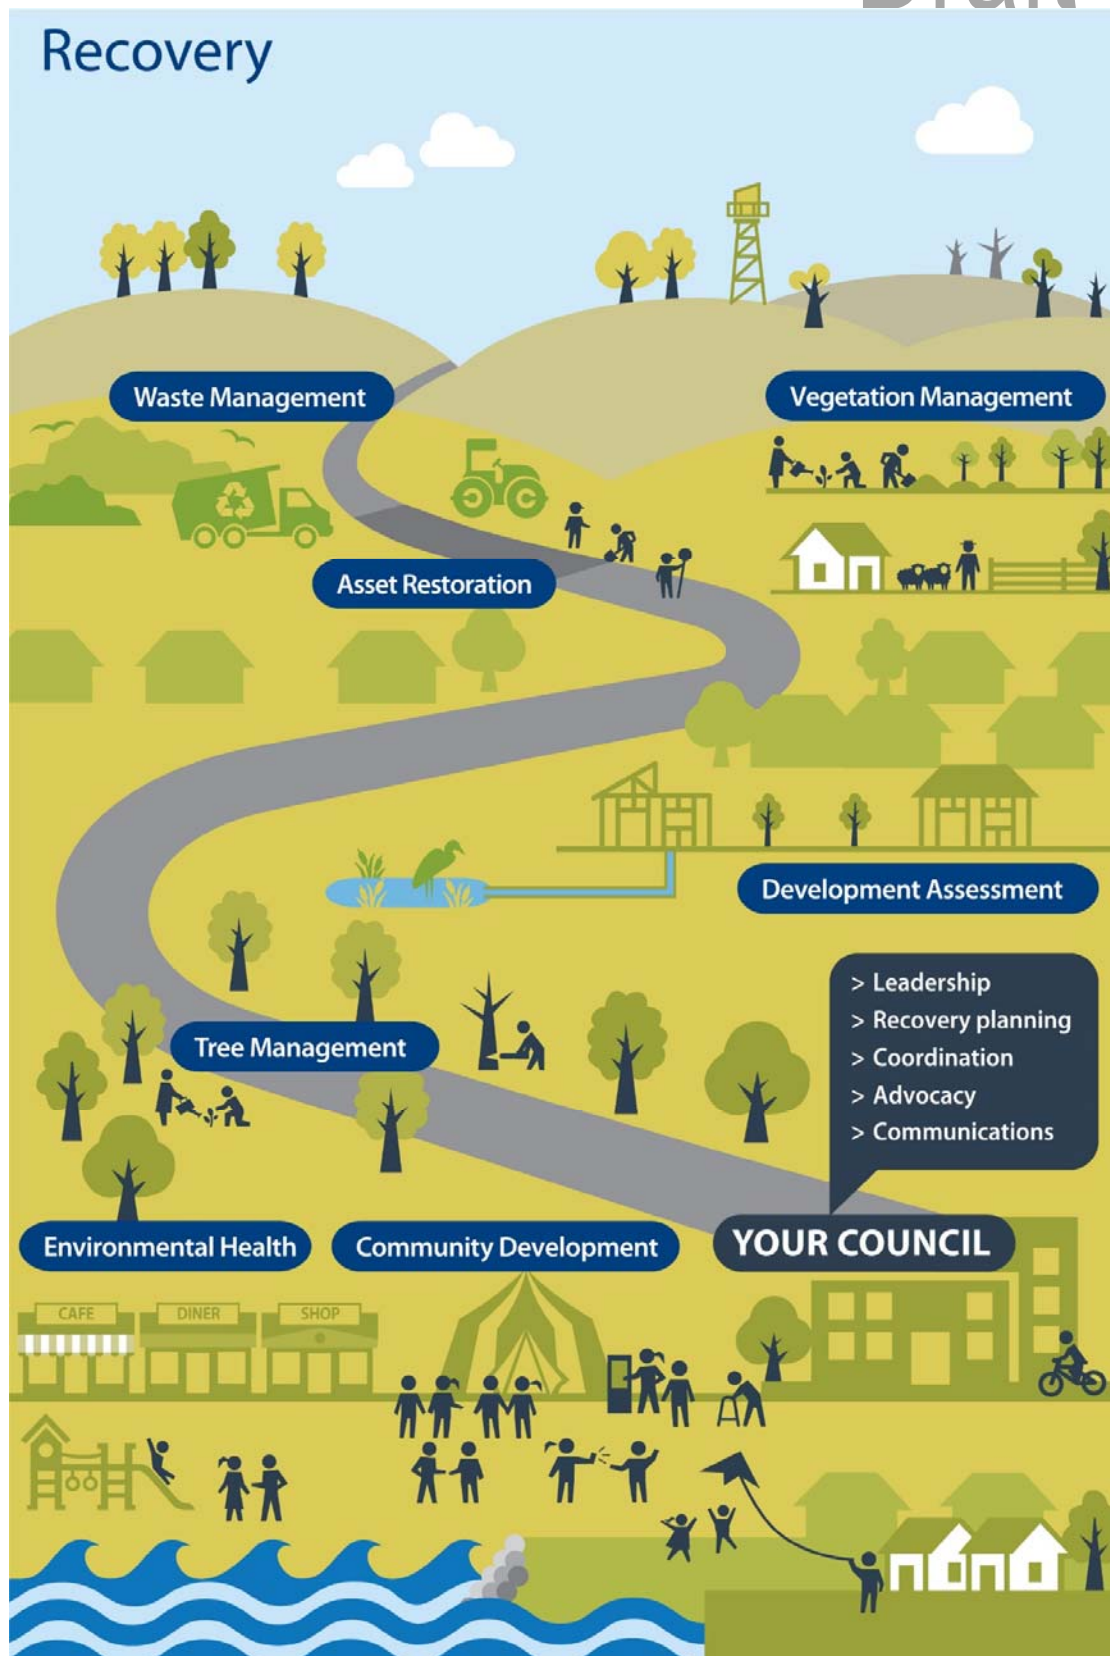 Draft
Recovery
Waste Management
Vegetation Management
Asset Restoration
Development Assessment
> Leadership
> Recovery planning
> Coordination
> Advocacy
> Communications
Tree Management
Environmental Health
Community Development
YOUR COUNCIL
CAFE
DINER
SHOP